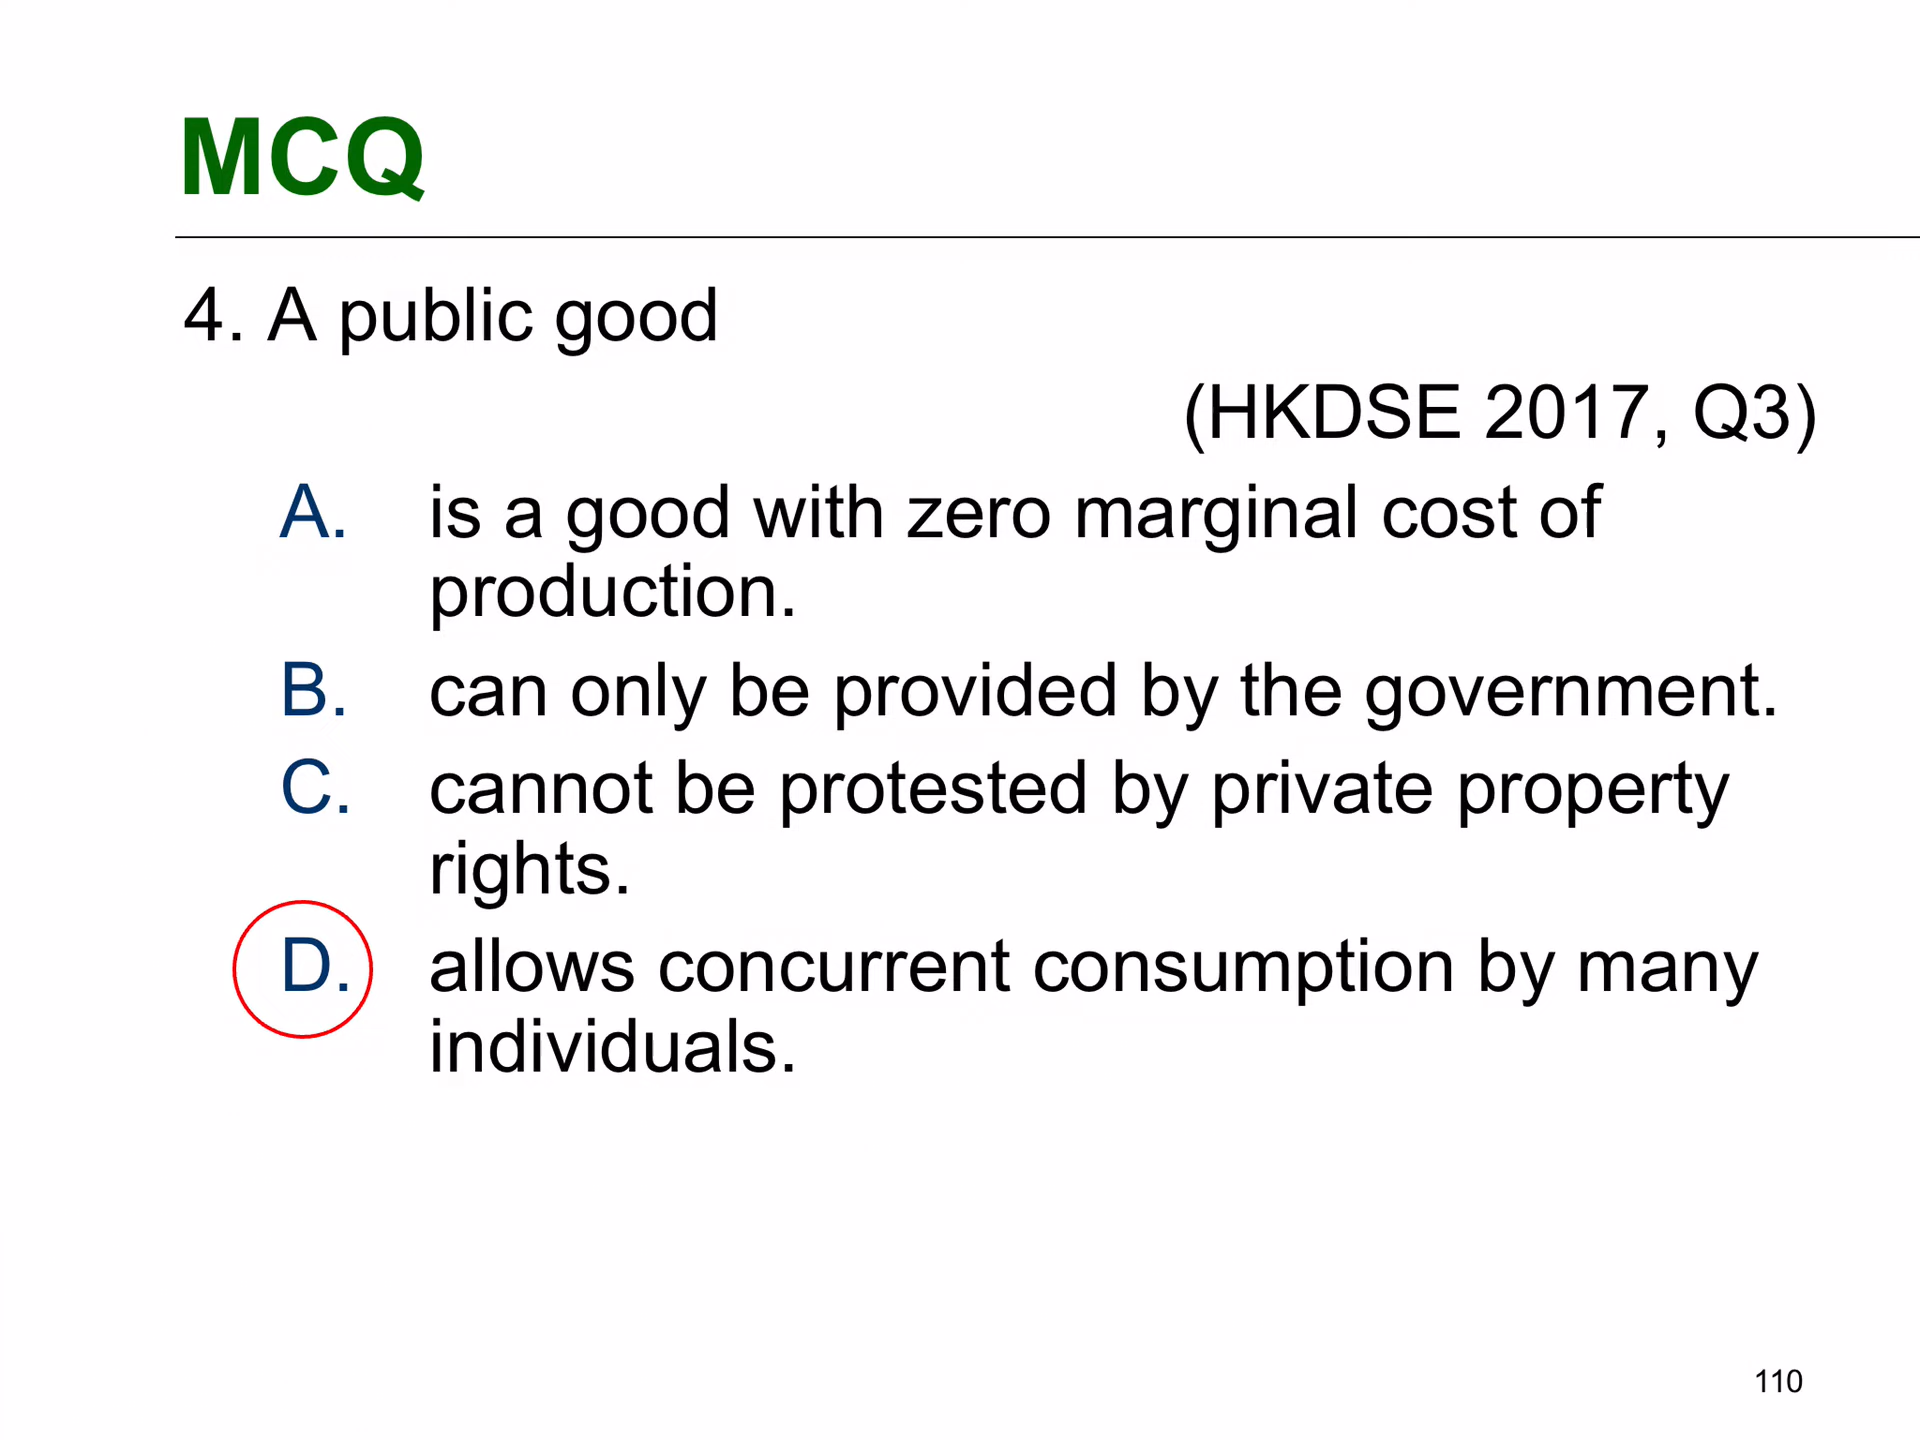 MCQ
4. A public good
(HKDSE 2017, Q3)
A. is a good with zero marginal cost of
production.
B. can only be provided by the government.
C. cannot be protested by private property
rights.
D. allows concurrent consumption by many
individuals.
110